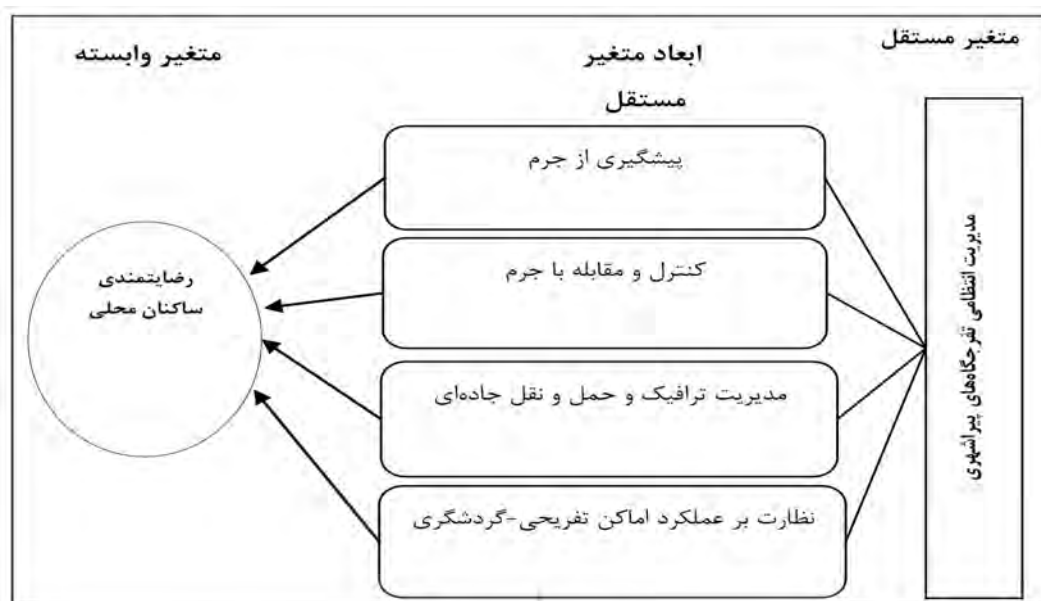 متغیر مستقل
ابعاد متغیر
مستقل
متغیر وابسته
مدیریت انتظامی تفرجگاه‌های پیراشهری
پیشگیری از جرم
کنترل و مقابله با جرم
مدیریت ترافیک و حمل و نقل جاده‌ای
نظارت بر عملکرد اماکن تفریحی-گردشگری
رضایتمندی
ساکنان محلی